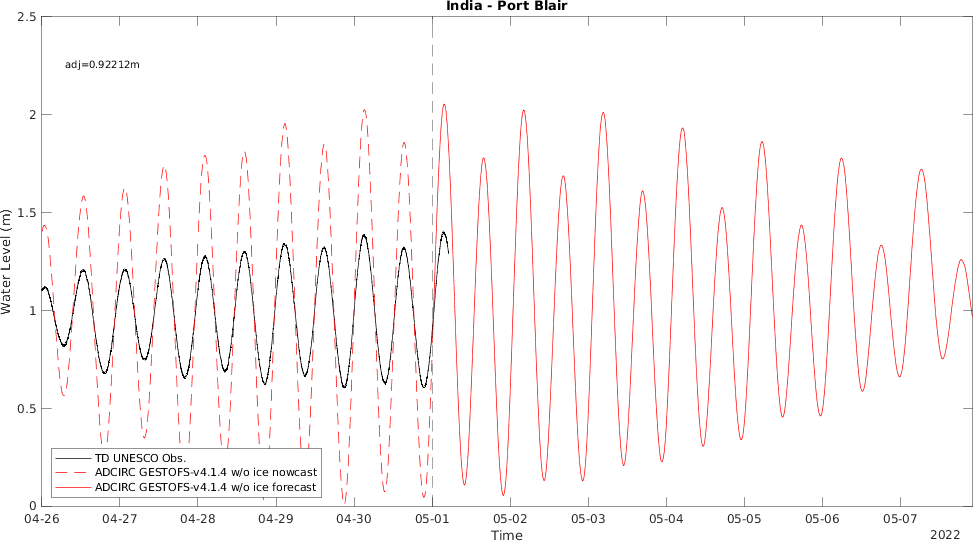 India - Port Blair
2.5
2
1.5
1
0.5
0
Water Level (m)
adj=0.92212m
TD UNESCO Obs.
ADCIRC GESTOFS-v4.1.4 w/o ice nowcast
ADCIRC GESTOFS-v4.1.4 w/o ice forecast
04-26 04-27 04-28 04-29 04-30 05-01 05-02 05-03 05-04 05-05 05-06 05-07
Time
2022